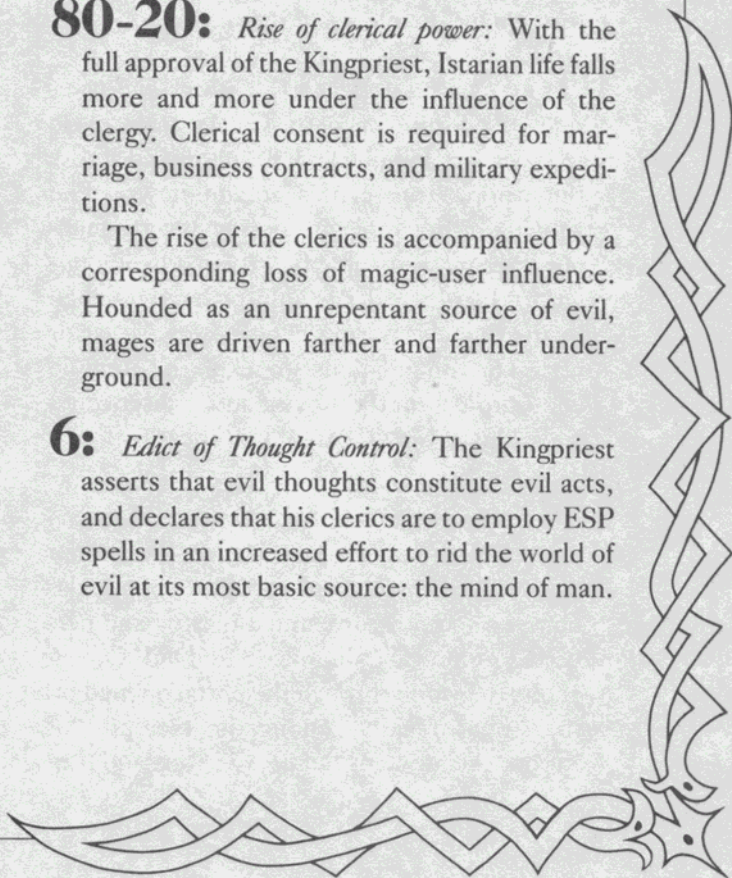 80-20: Rise of clerical power: With the
full approval of the Kingpriest, Istarian life falls
more and more under the influence of the
clergy. Clerical consent is required for mar-
riage, business contracts, and military expedi-
tions.
The rise of the clerics is accompanied by a
corresponding loss of magic-user influence.
Hounded as an unrepentant source of evil,
mages are driven farther and farther under-
ground.
6: Edict of Thought Control: The Kingpriest
asserts that evil thoughts constitute evil acts,
and declares that his clerics are to employ ESP
spells in an increased effort to rid the world of
evil at its most basic source: the mind of man.